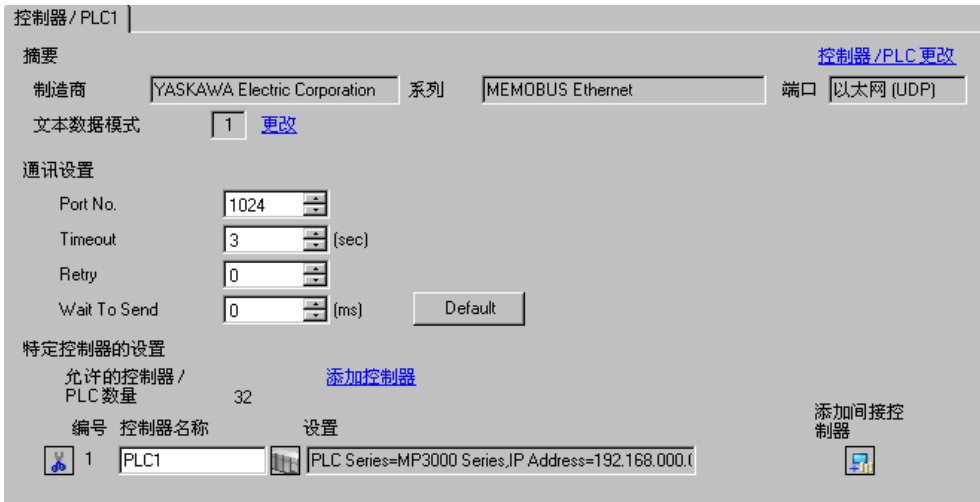 控制器/PLC1
摘要
控制器/PLC更改
制造商 YASKAWA Electric Corporation 系列 MEMOBUS Ethernet 端口 以太网 (UDP)
文本数据模式 1 更改
通讯设置
Port No. 1024
Timeout 3 (sec)
Retry 0
Wait To Send 0 (ms) Default
特定控制器的设置
允许的控制器/
PLC数量 32
添加控制器
添加间接控
制器
编号 控制器名称 设置
1 PLC1 PLC Series=MP3000 Series,IP Address=192.168.000.(